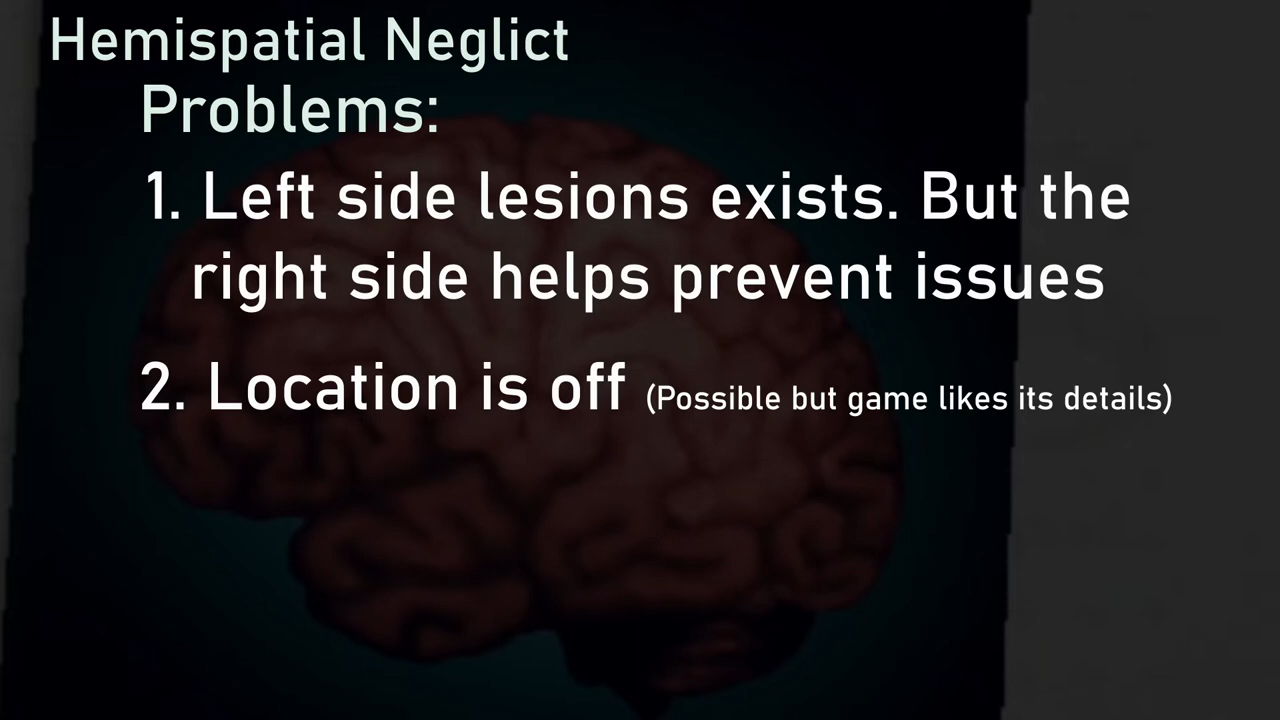 Hemispatial Neglict
Problems:
1. Left side lesions exists. But the
right side helps prevent issues
2. Location is off (Possible but game likes its details)